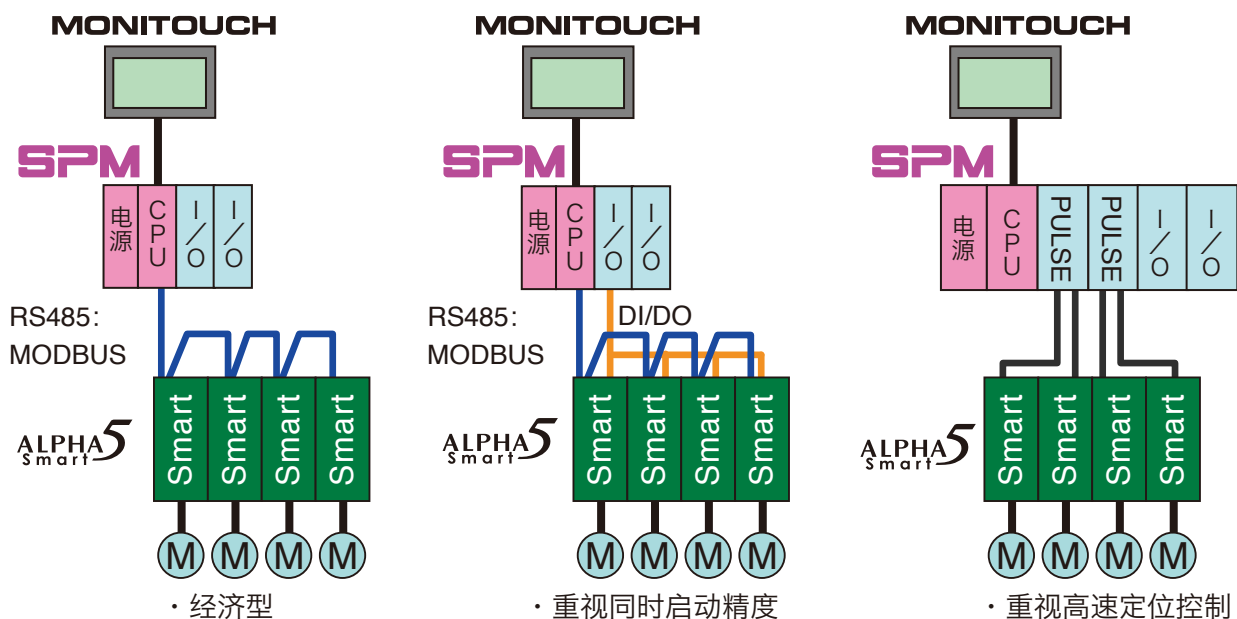 MONITOUCH
SPM
电源
CPU
I/O
I/O
RS485:
MODBUS
ALPHA5
Smart
Smart
Smart
Smart
Smart
M
M
M
M
・经济型
MONITOUCH
SPM
电源
CPU
I/O
I/O
RS485:
MODBUS
DI/DO
ALPHA5
Smart
Smart
Smart
Smart
Smart
M
M
M
M
・重视同时启动精度
MONITOUCH
SPM
电源
CPU
PULSE
PULSE
I/O
I/O
ALPHA5
Smart
Smart
Smart
Smart
Smart
M
M
M
M
・重视高速定位控制